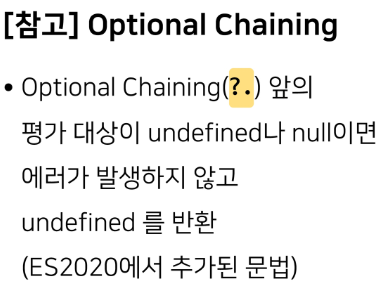 [참고] Optional Chaining
• Optional Chaining(?.) 앞의
평가 대상이 undefined나 null이면
에러가 발생하지 않고
undefined 를 반환
(ES2020에서 추가된 문법)